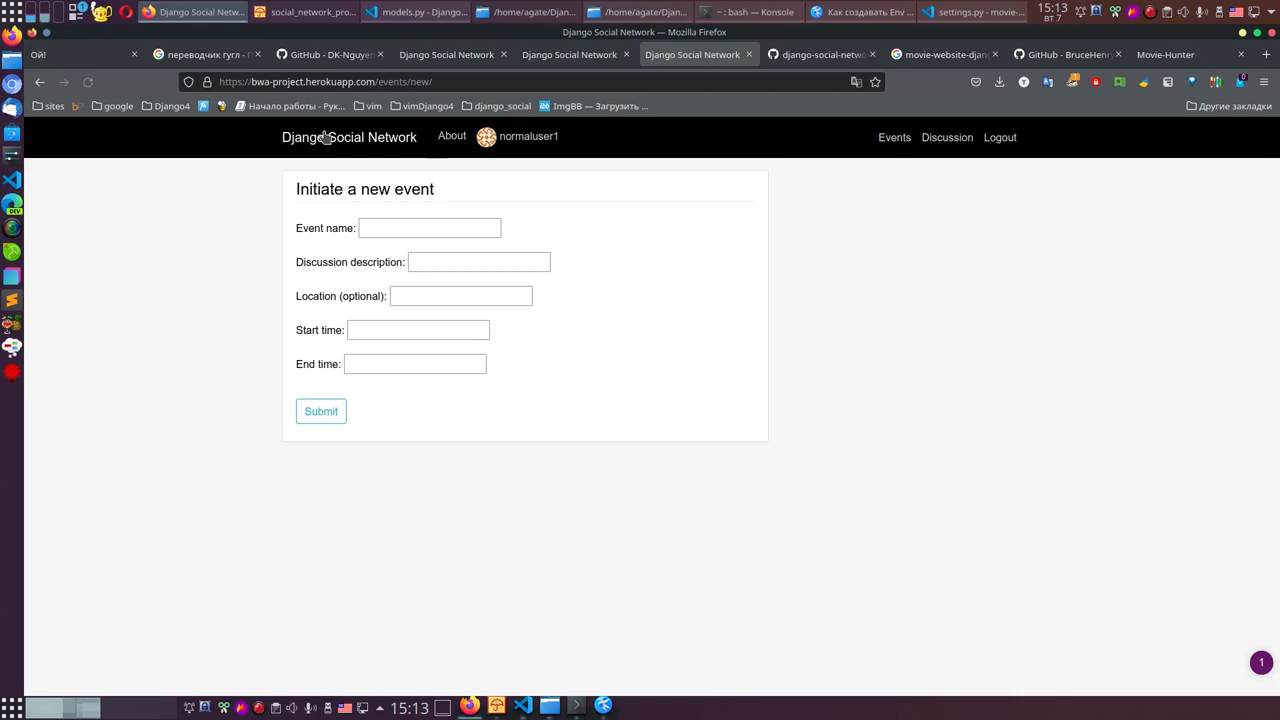 Django Social Netw...
social_network_pro...
models.py - Django...
/home/agate/Djan...
/home/agate/Djan...
~ : bash — Konsole
Как создавать Env ...
settings.py - movie-...
15:13
ВТ 7
Django Social Network — Mozilla Firefox
Ой!
переводчик гугл - П
GitHub - DK-Nguyen
Django Social Network
Django Social Network
Django Social Network
django-social-netwo
movie-website-djang
GitHub - BruceHenry
Movie-Hunter
https://bwa-project.herokuapp.com/events/new/
sites
google
Django4
Начало работы - Рук...
vim
vimDjango4
django_social
ImgBB — Загрузить ...
Другие закладки
Django Social Network
About
normaluser1
Events
Discussion
Logout
Initiate a new event
Event name:
Discussion description:
Location (optional):
Start time:
End time:
Submit
1
15:13